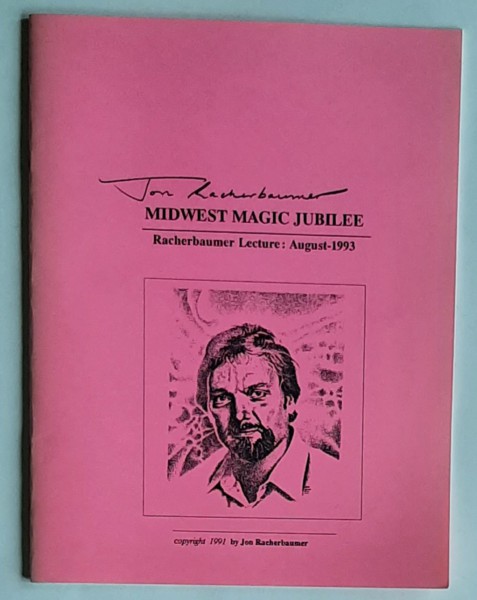 Jon Racherbaumer
MIDWEST MAGIC JUBILEE
Racherbaumer Lecture: August-1993
copyright 1991 by Jon Racherbaumer